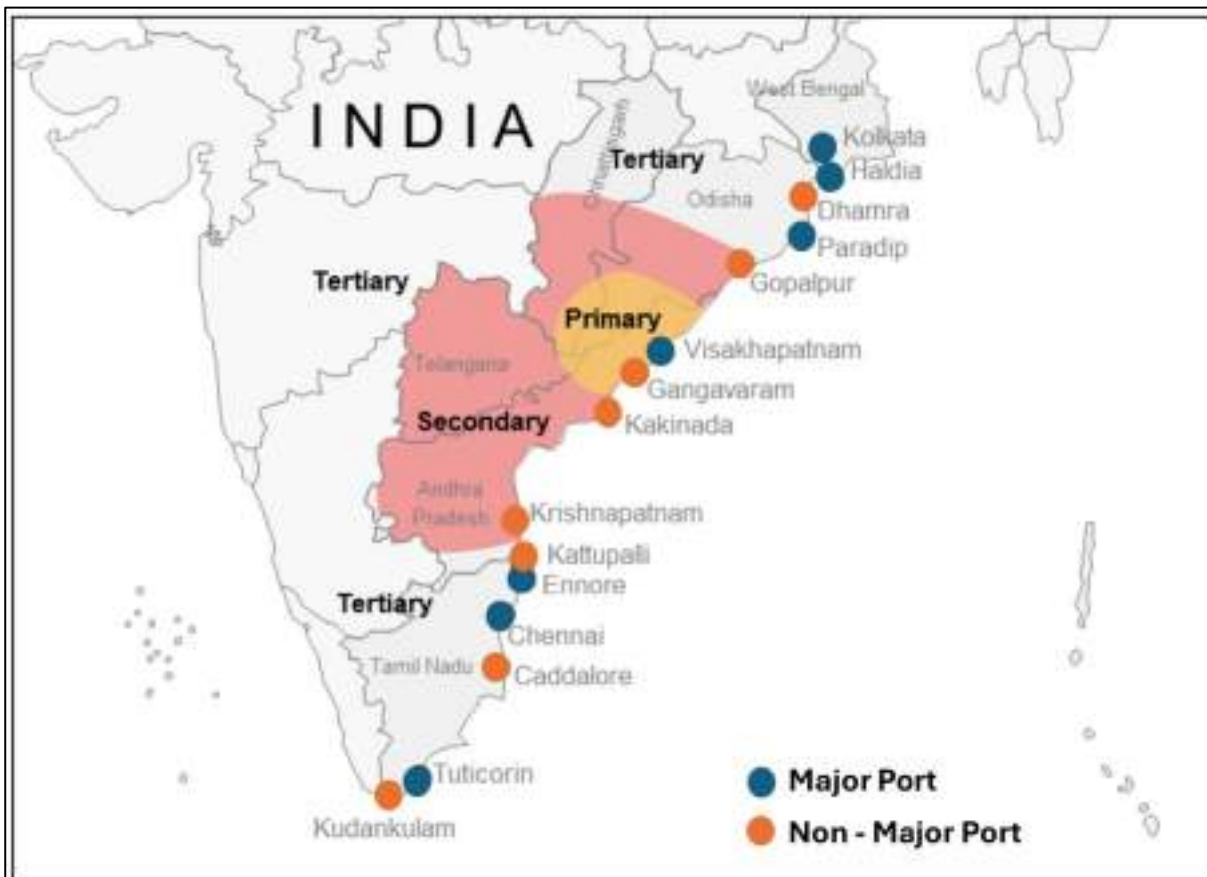 West Bengal
INDIA
Chhattisgarh
Kolkata
Tertiary
Haldia
Odisha
Dhamra
Paradip
Tertiary
Gopalpur
Primary
Visakhapatnam
Telangana
Gangavaram
Secondary
Kakinada
Andhra
Pradesh
Krishnapatnam
Kattupalli
Ennore
Tertiary
Chennai
Tamil Nadu
Caddalore
Tuticorin
Kudankulam
Major Port
Non - Major Port